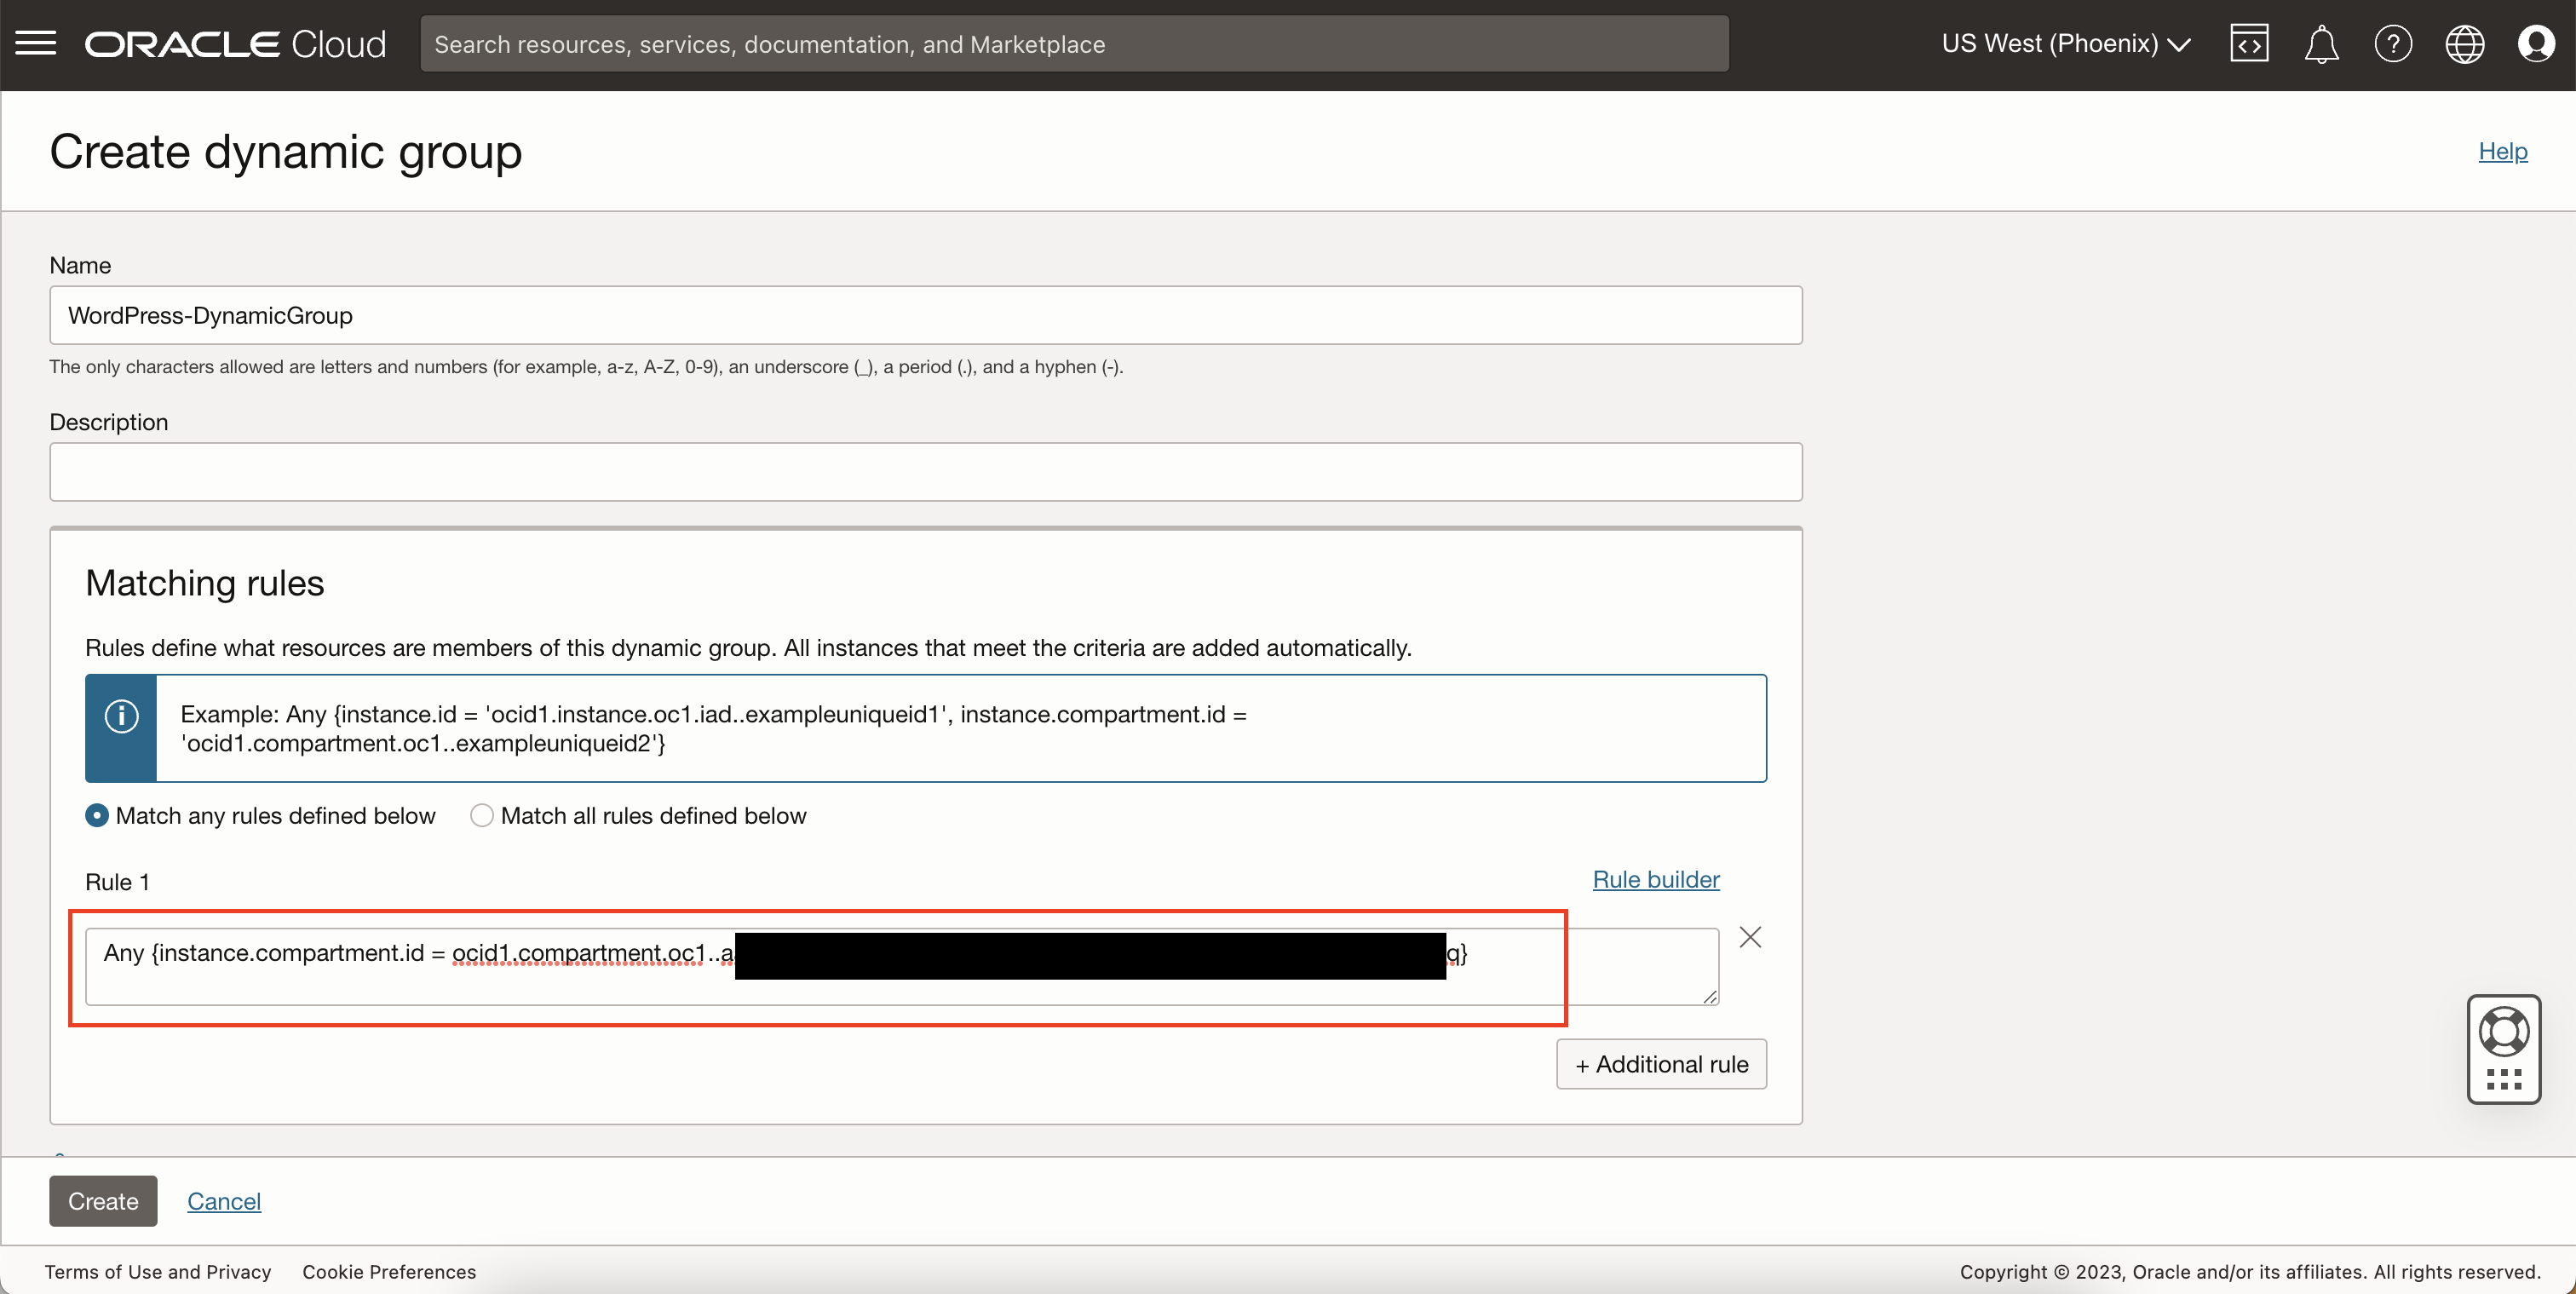 ORACLE Cloud
Search resources, services, documentation, and Marketplace
US West (Phoenix)
Create dynamic group
Help
Name
WordPress-DynamicGroup
The only characters allowed are letters and numbers (for example, a-z, A-Z, 0-9), an underscore (_), a period (.), and a hyphen (-).
Description
Matching rules
Rules define what resources are members of this dynamic group. All instances that meet the criteria are added automatically.
Example: Any {instance.id = 'ocid1.instance.oc1.iad..exampleuniqueid1', instance.compartment.id =
'ocid1.compartment.oc1..exampleuniqueid2'}
Match any rules defined below
Match all rules defined below
Rule 1
Rule builder
Any {instance.compartment.id = ocid1.compartment.oc1..a q}
+ Additional rule
Create
Cancel
Terms of Use and Privacy
Cookie Preferences
Copyright © 2023, Oracle and/or its affiliates. All rights reserved.